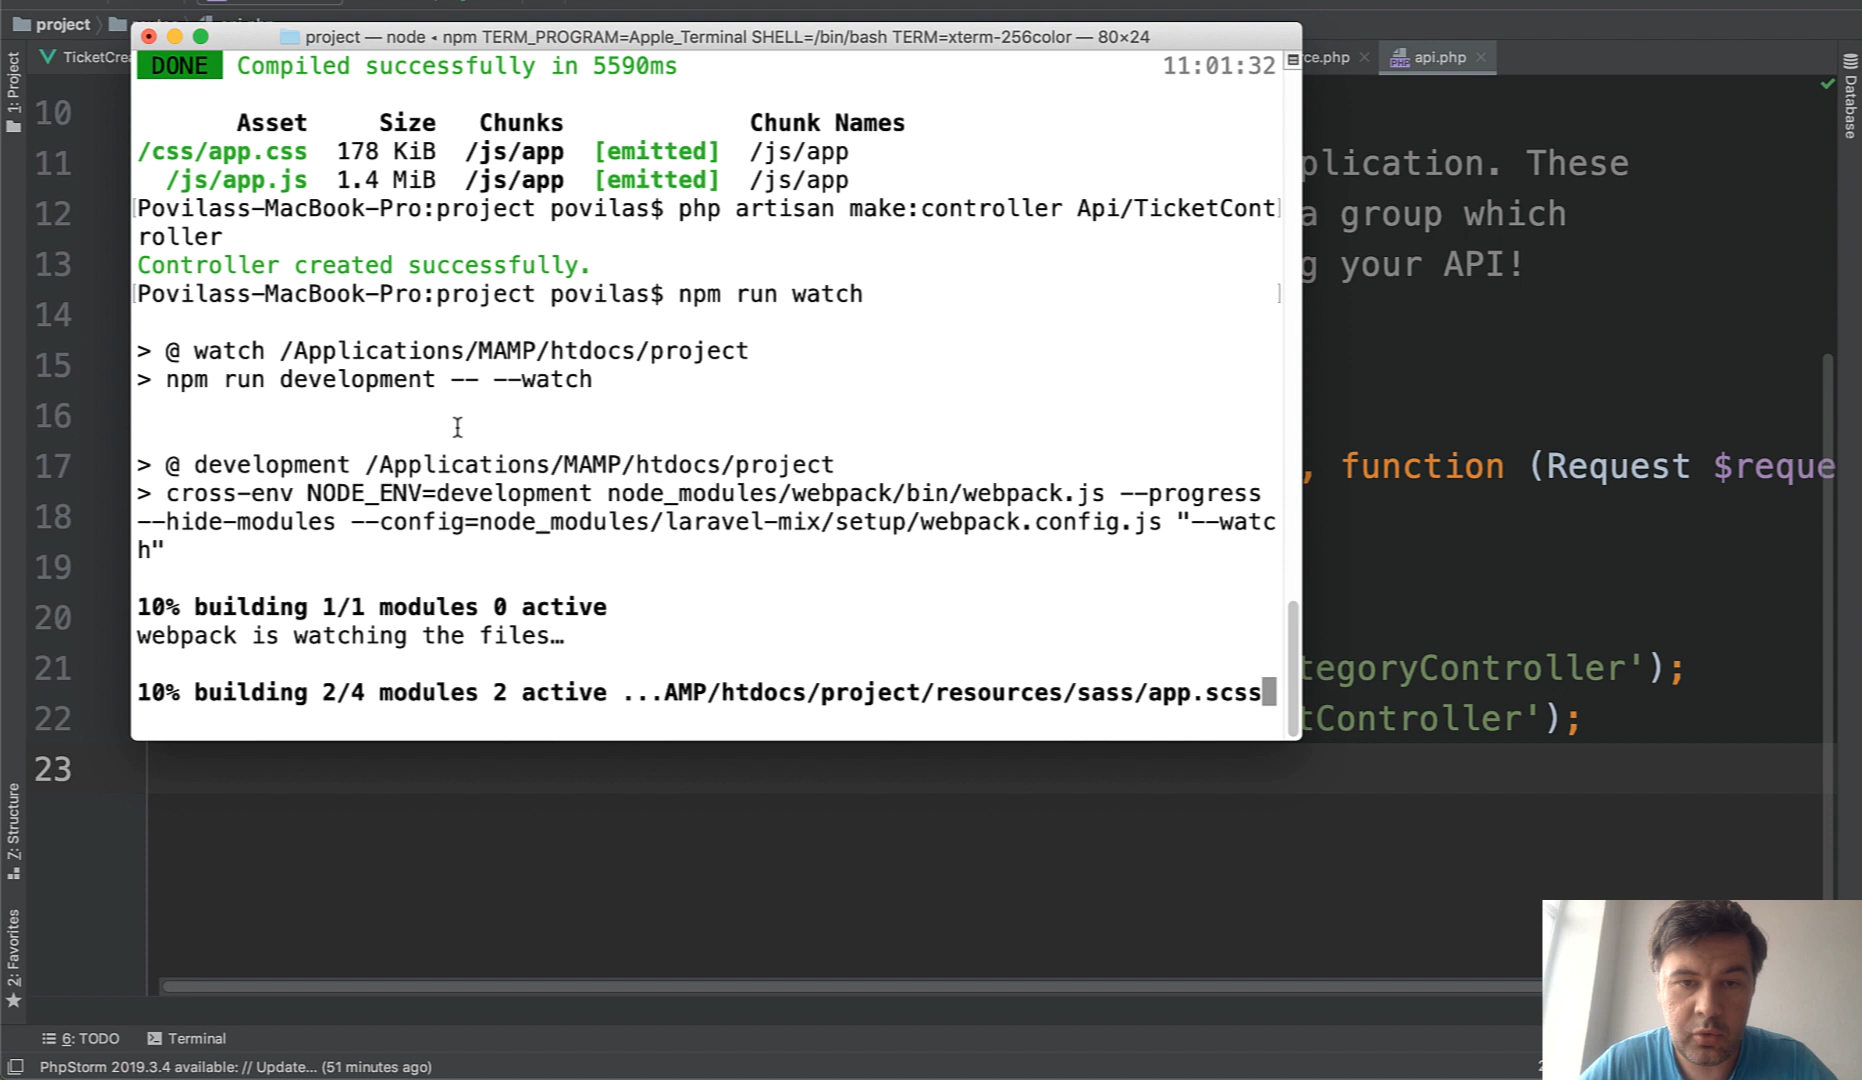 project
project — node ◂ npm TERM_PROGRAM=Apple_Terminal SHELL=/bin/bash TERM=xterm-256color — 80×24
1: Project
TicketCrea
rce.php
api.php
Database
DONE Compiled successfully in 5590ms 11:01:32
Asset Size Chunks Chunk Names
/css/app.css 178 KiB /js/app [emitted] /js/app
/js/app.js 1.4 MiB /js/app [emitted] /js/app
Povilass-MacBook-Pro:project povilas$ php artisan make:controller Api/TicketCont
roller
Controller created successfully.
Povilass-MacBook-Pro:project povilas$ npm run watch
> @ watch /Applications/MAMP/htdocs/project
> npm run development -- --watch
> @ development /Applications/MAMP/htdocs/project
> cross-env NODE_ENV=development node_modules/webpack/bin/webpack.js --progress
--hide-modules --config=node_modules/laravel-mix/setup/webpack.config.js "--watc
h"
10% building 1/1 modules 0 active
webpack is watching the files…
10% building 2/4 modules 2 active ...AMP/htdocs/project/resources/sass/app.scss
10
11 plication. These
12 a group which
13 g your API!
14
15
16
17 , function (Request $reque
18
19
20
21 tegoryController');
22 tController');
23
Z: Structure
2: Favorites
6: TODO
Terminal
PhpStorm 2019.3.4 available: // Update... (51 minutes ago)